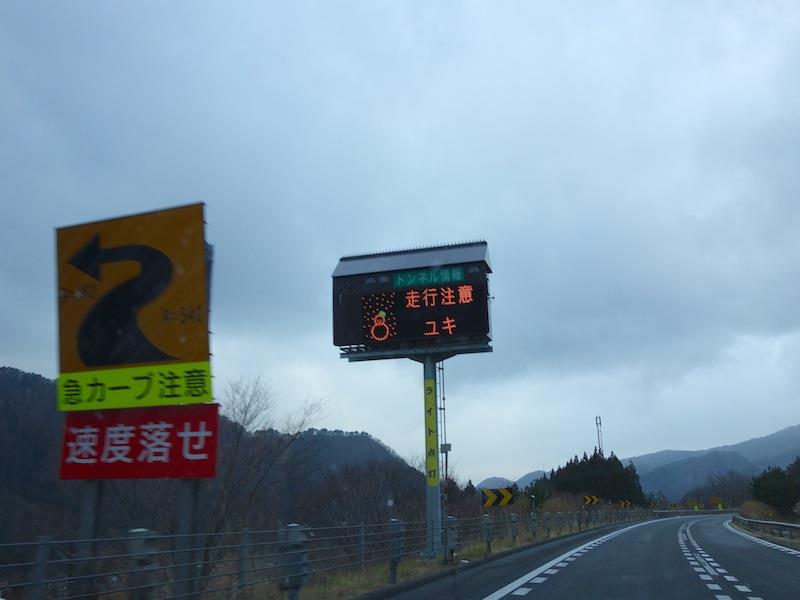 急カーブ注意
速度落せ
トンネル情報
走行注意
ユキ
ライト点灯